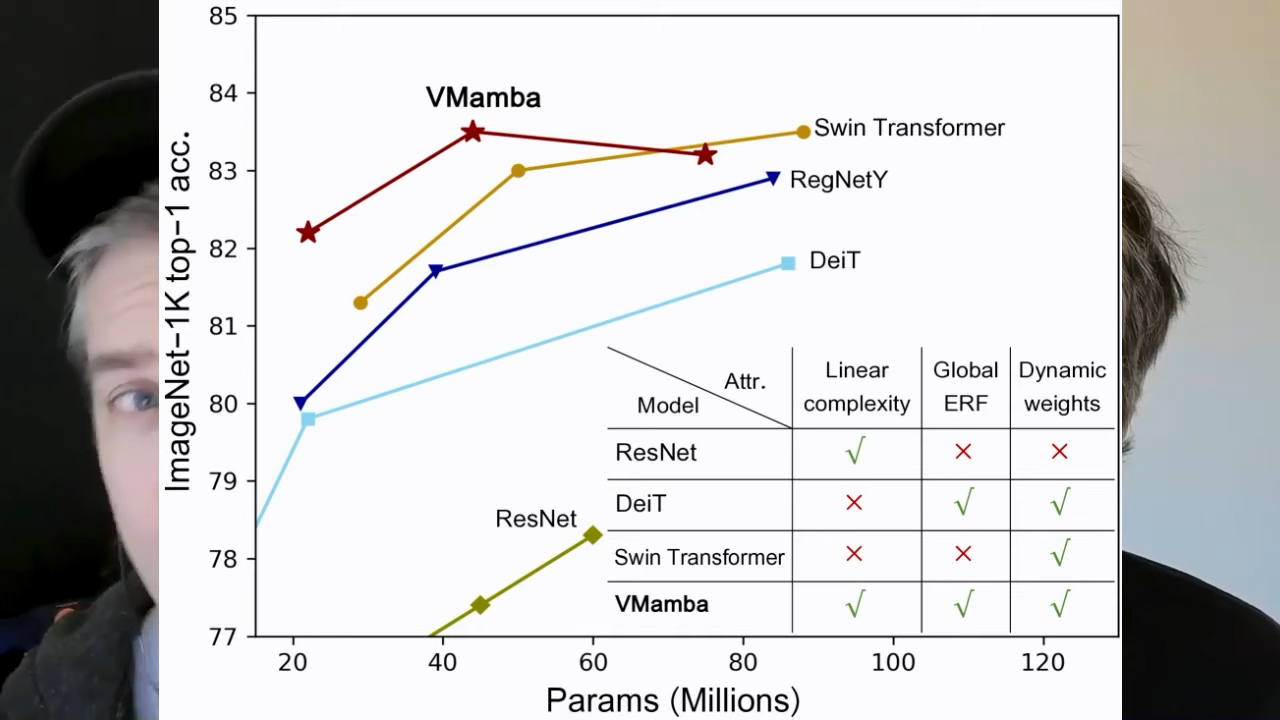 85
84
83
82
81
80
79
78
77
ImageNet-1K top-1 acc.
VMamba
Swin Transformer
RegNetY
DeiT
ResNet
Attr.
Model
Linear complexity
Global ERF
Dynamic weights
ResNet √ × ×
DeiT × √ √
Swin Transformer × × √
VMamba √ √ √
20 40 60 80 100 120
Params (Millions)